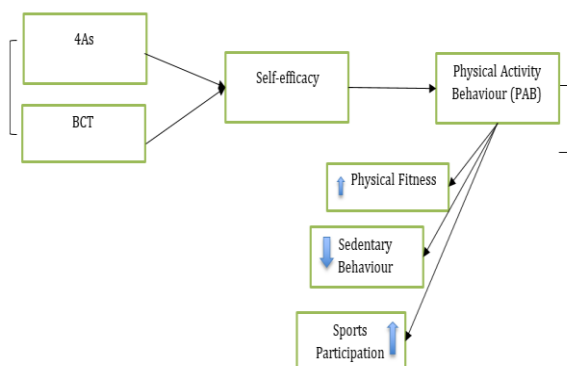 4As
BCT
Self-efficacy
Physical Activity
Behaviour (PAB)
Physical Fitness
Sedentary
Behaviour
Sports
Participation